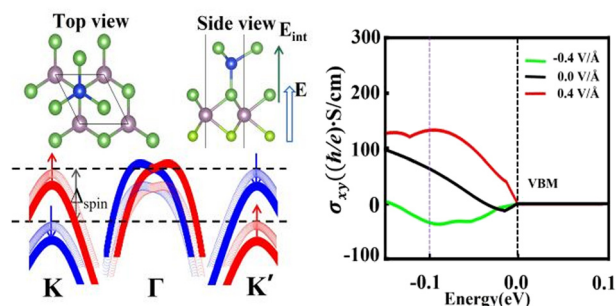 Top view
Side view
E_int
E
Δ_spin
K
Γ
K′
300
200
100
0
-100
σ_xy((ħ/e)·S/cm)
-0.4 V/Å
0.0 V/Å
0.4 V/Å
VBM
-0.1
0.0
0.1
Energy(eV)